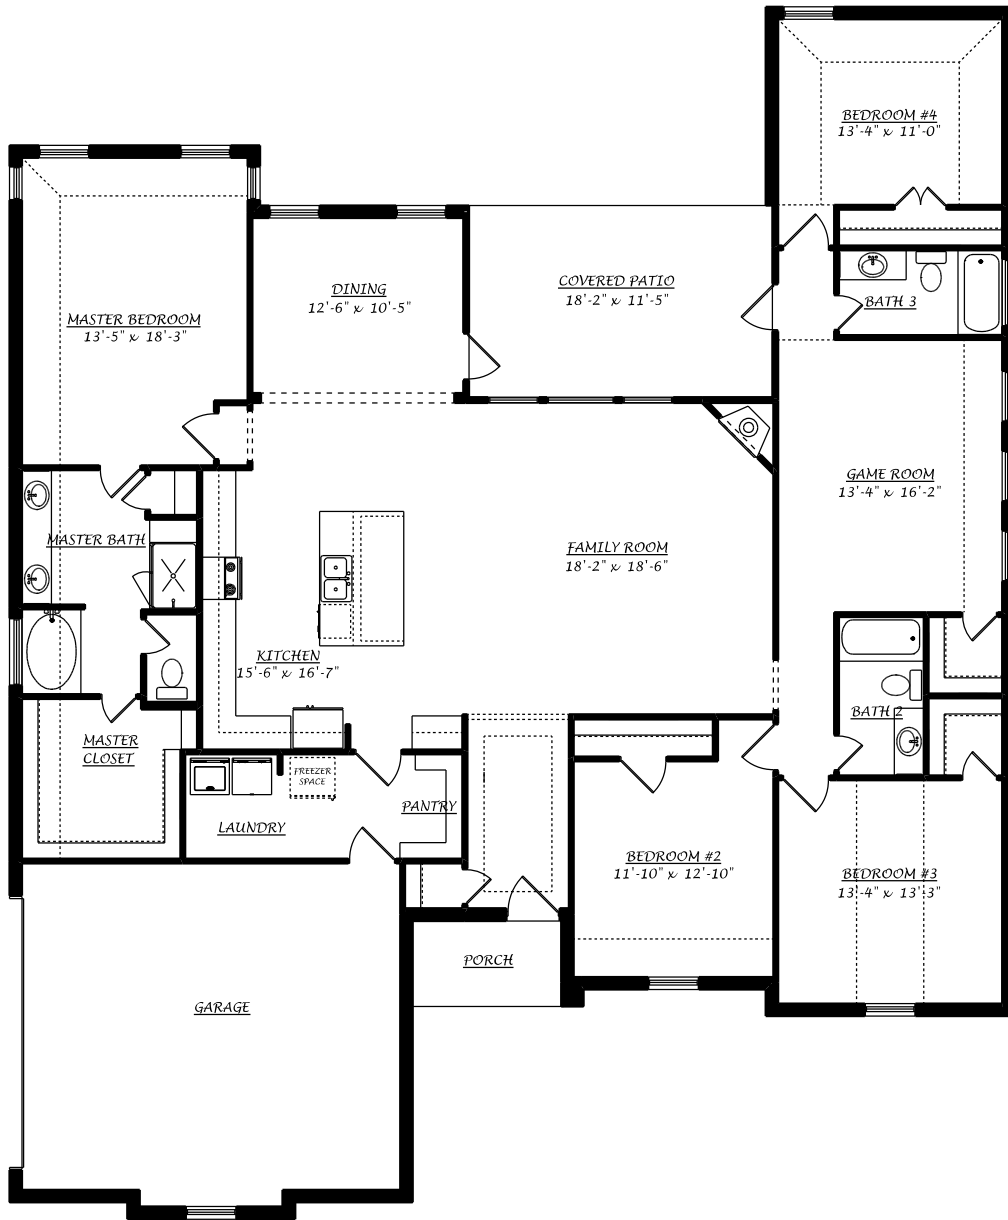 BEDROOM #4
13'-4" x 11'-0"
COVERED PATIO
18'-2" x 11'-5"
DINING
12'-6" x 10'-5"
BATH 3
MASTER BEDROOM
13'-5" x 18'-3"
GAME ROOM
13'-4" x 16'-2"
MASTER BATH
FAMILY ROOM
18'-2" x 18'-6"
KITCHEN
15'-6" x 16'-7"
BATH 2
MASTER
CLOSET
FREEZER
SPACE
PANTRY
LAUNDRY
BEDROOM #2
11'-10" x 12'-10"
BEDROOM #3
13'-4" x 13'-3"
PORCH
GARAGE